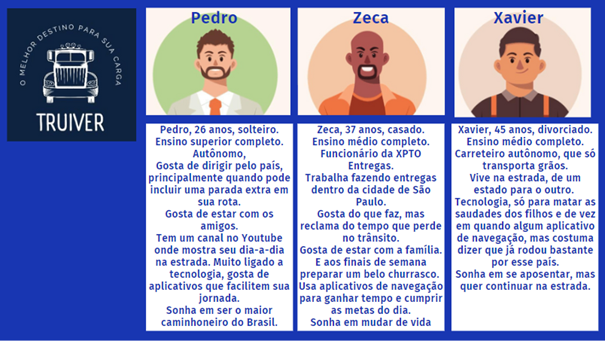 O MELHOR DESTINO PARA SUA CARGA
TRUIVER
Pedro
Pedro, 26 anos, solteiro.
Ensino superior completo.
Autônomo,
Gosta de dirigir pelo país,
principalmente quando pode
incluir uma parada extra em
sua rota.
Gosta de estar com os
amigos.
Tem um canal no Youtube
onde mostra seu dia-a-dia
na estrada. Muito ligado a
tecnologia, gosta de
aplicativos que facilitem sua
jornada.
Sonha em ser o maior
caminhoneiro do Brasil.
Zeca
Zeca, 37 anos, casado.
Ensino médio completo.
Funcionário da XPTO
Entregas.
Trabalha fazendo entregas
dentro da cidade de São
Paulo.
Gosta do que faz, mas
reclama do tempo que perde
no trânsito.
Gosta de estar com a família.
E aos finais de semana
preparar um belo churrasco.
Usa aplicativos de navegação
para ganhar tempo e cumprir
as metas do dia.
Sonha em mudar de vida
Xavier
Xavier, 45 anos, divorciado.
Ensino médio completo.
Carreteiro autônomo, que só
transporta grãos.
Vive na estrada, de um
estado para o outro.
Tecnologia, só para matar as
saudades dos filhos e de vez
em quando algum aplicativo
de navegação, mas costuma
dizer que já rodou bastante
por esse país.
Sonha em se aposentar, mas
quer continuar na estrada.